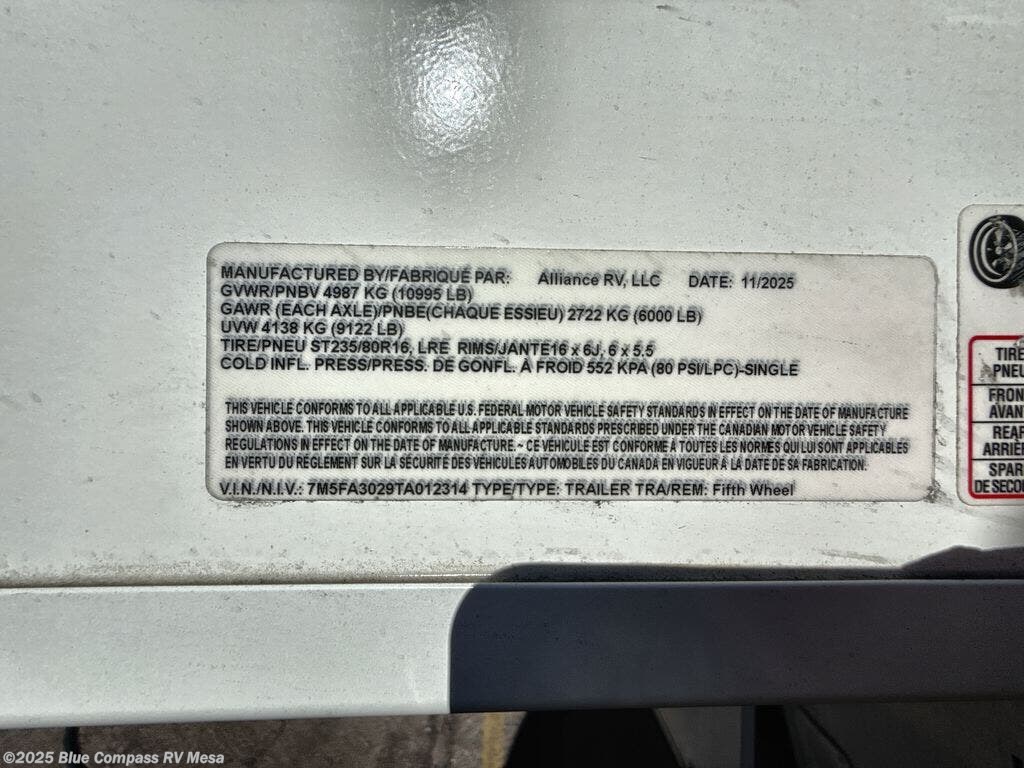 MANUFACTURED BY/FABRIQUÉ PAR: Alliance RV, LLC DATE: 11/2025
GVWR/PNBV 4987 KG (10995 LB)
GAWR (EACH AXLE)/PNBE(CHAQUE ESSIEU) 2722 KG (6000 LB)
UVW 4138 KG (9122 LB)
TIRE/PNEU ST235/80R16, LRE RIMS/JANTE16 x 6J, 6 x 5.5
COLD INFL. PRESS/PRESS. DE GONFL. À FROID 552 KPA (80 PSI/LPC)-SINGLE
THIS VEHICLE CONFORMS TO ALL APPLICABLE U.S. FEDERAL MOTOR VEHICLE SAFETY STANDARDS IN EFFECT ON THE DATE OF MANUFACTURE
SHOWN ABOVE. THIS VEHICLE CONFORMS TO ALL APPLICABLE STANDARDS PRESCRIBED UNDER THE CANADIAN MOTOR VEHICLE SAFETY
REGULATIONS IN EFFECT ON THE DATE OF MANUFACTURE. ~ CE VÉHICULE EST CONFORME À TOUTES LES NORMES QUI LUI SONT APPLICABLES
EN VERTU DU RÈGLEMENT SUR LA SÉCURITÉ DES VÉHICULES AUTOMOBILES DU CANADA EN VIGUEUR À LA DATE DE SA FABRICATION.
V.I.N./N.I.V.: 7M5FA3029TA012314 TYPE/TYPE: TRAILER TRA/REM: Fifth Wheel
TIRE
PNEU
FRON
AVAN
REAR
ARRIÈR
SPAR
DE SECOU
©2025 Blue Compass RV Mesa